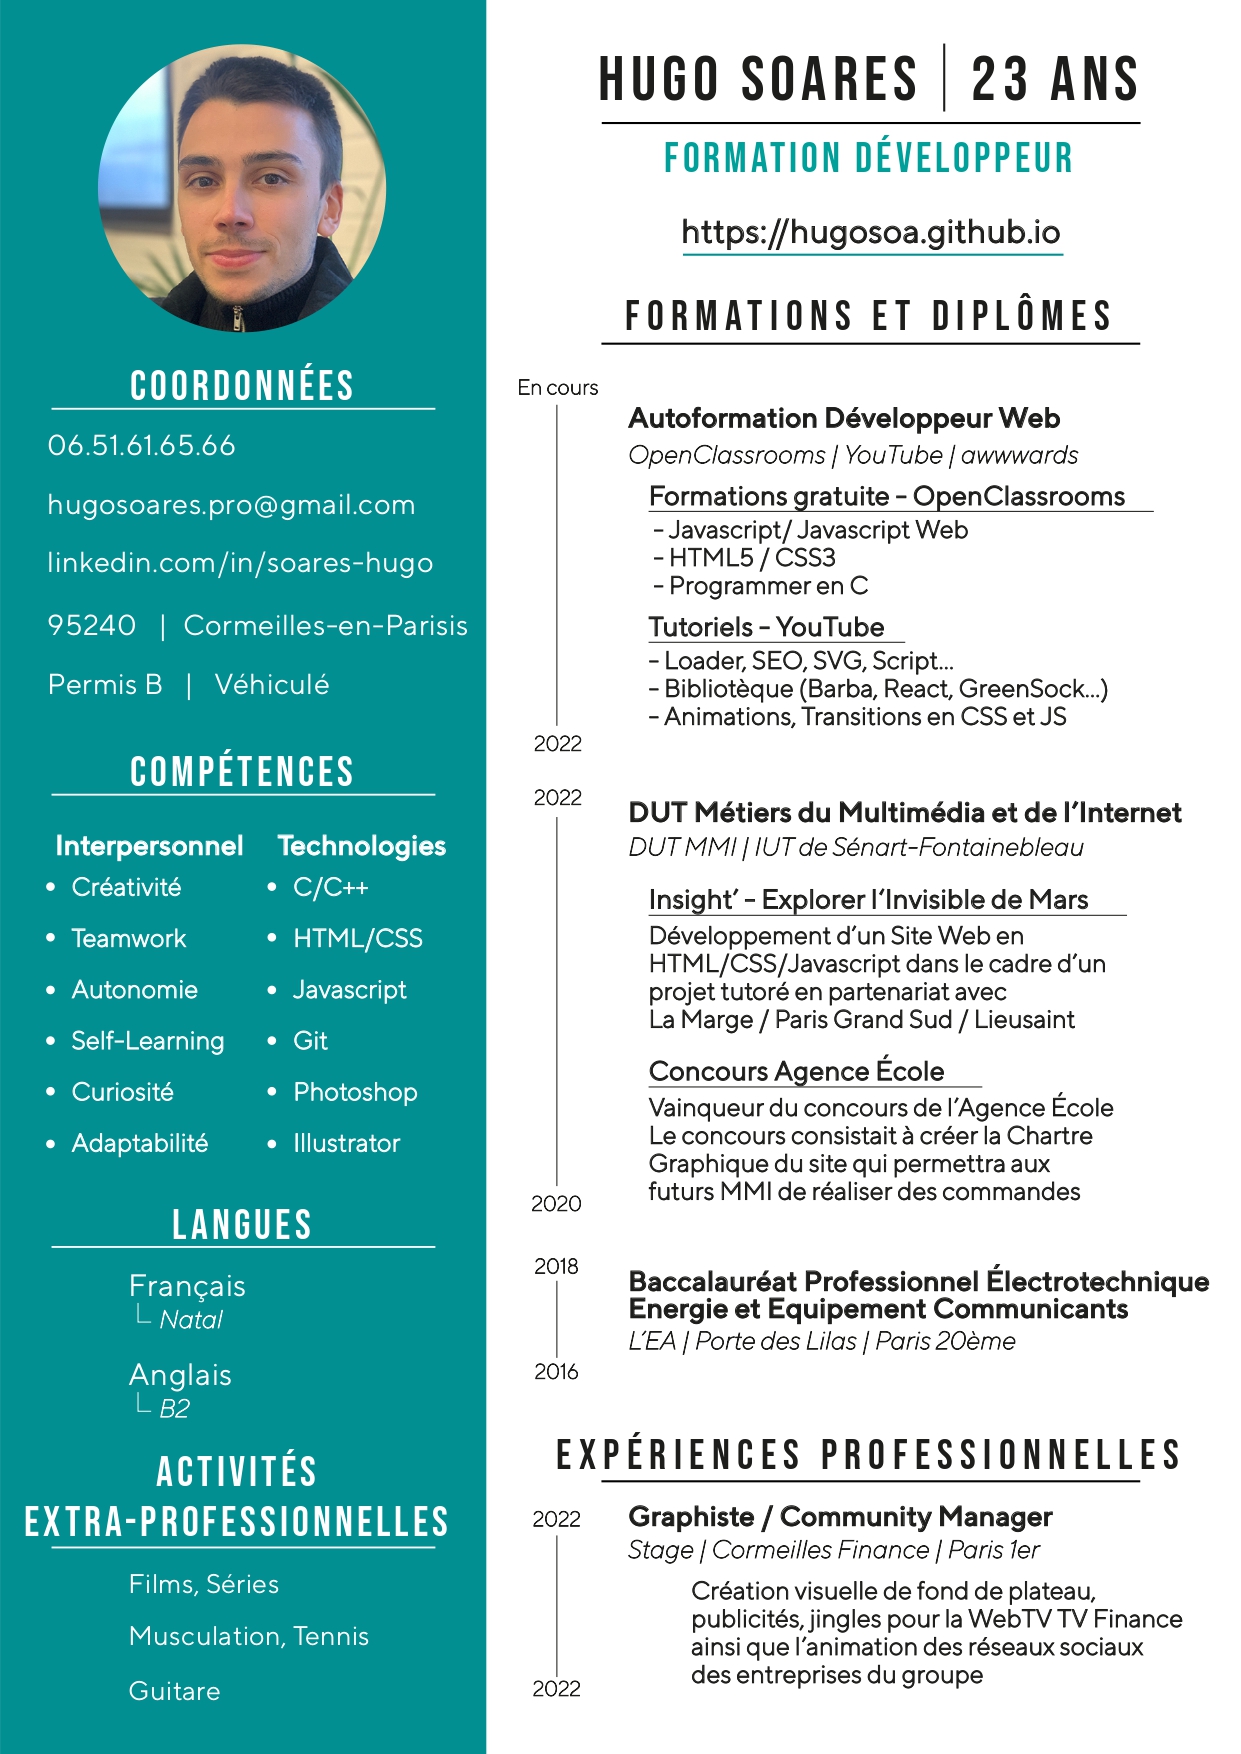 HUGO SOARES | 23 ANS
FORMATION DÉVELOPPEUR
https://hugosoa.github.io
COORDONNÉES
06.51.61.65.66
hugosoares.pro@gmail.com
linkedin.com/in/soares-hugo
95240 | Cormeilles-en-Parisis
Permis B | Véhiculé
COMPÉTENCES
Interpersonnel
• Créativité
• Teamwork
• Autonomie
• Self-Learning
• Curiosité
• Adaptabilité
Technologies
• C/C++
• HTML/CSS
• Javascript
• Git
• Photoshop
• Illustrator
LANGUES
Français
Natal
Anglais
B2
ACTIVITÉS
EXTRA-PROFESSIONNELLES
Films, Séries
Musculation, Tennis
Guitare
FORMATIONS ET DIPLÔMES
En cours
Autoformation Développeur Web
OpenClassrooms | YouTube | awwwards
Formations gratuite - OpenClassrooms
- Javascript/ Javascript Web
- HTML5 / CSS3
- Programmer en C
Tutoriels - YouTube
- Loader, SEO, SVG, Script...
- Bibliotèque (Barba, React, GreenSock...)
- Animations, Transitions en CSS et JS
2022
2022
DUT Métiers du Multimédia et de l'Internet
DUT MMI | IUT de Sénart-Fontainebleau
Insight' - Explorer l'Invisible de Mars
Développement d'un Site Web en
HTML/CSS/Javascript dans le cadre d'un
projet tutoré en partenariat avec
La Marge / Paris Grand Sud / Lieusaint
Concours Agence École
Vainqueur du concours de l'Agence École
Le concours consistait à créer la Chartre
Graphique du site qui permettra aux
futurs MMI de réaliser des commandes
2020
2018
Baccalauréat Professionnel Électrotechnique
Energie et Equipement Communicants
L'EA | Porte des Lilas | Paris 20ème
2016
EXPÉRIENCES PROFESSIONNELLES
2022
Graphiste / Community Manager
Stage | Cormeilles Finance | Paris 1er
Création visuelle de fond de plateau,
publicités, jingles pour la WebTV TV Finance
ainsi que l'animation des réseaux sociaux
des entreprises du groupe
2022